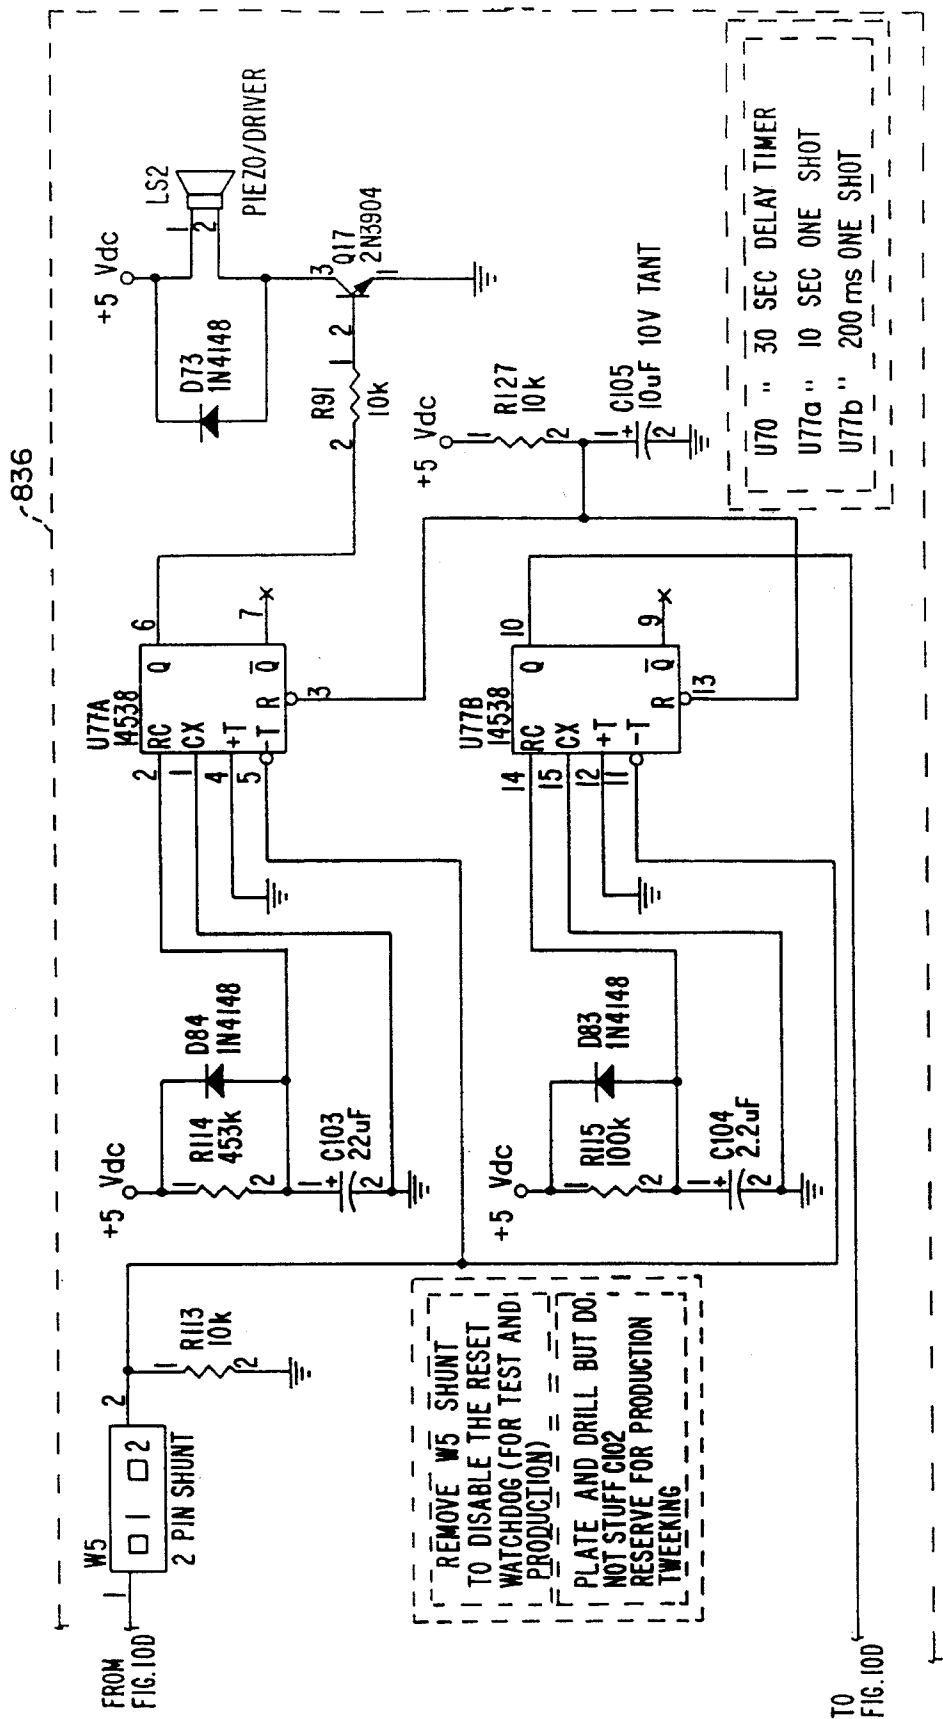 836
FROM
FIG.10D
1
W5
1 2
2 PIN SHUNT
2
1
R113
10k
2
+5 Vdc
1
R114
453k
2
D84
1N4148
1 +
C103
22uF
2
U77A
14538
2 RC
1 CX
4 +T
5 -T
Q 6
Q 7
R
3
+5 Vdc
D73
1N4148
LS2
1
2
PIEZO/DRIVER
2
R91
10k
1
2
3
Q17
2N3904
1
+5 Vdc
1
R115
100k
2
D83
1N4148
1 +
C104
2.2uF
2
U77B
14538
14 RC
15 CX
12 +T
11 -T
Q 10
Q 9
R
13
+5 Vdc
1
R127
10k
2
1 +
C105
10uF 10V TANT
2
REMOVE W5 SHUNT
TO DISABLE THE RESET
WATCHDOG (FOR TEST AND
PRODUCTION)
PLATE AND DRILL BUT DO
NOT STUFF C102
RESERVE FOR PRODUCTION
TWEEKING
U70 " 30 SEC DELAY TIMER
U77a " 10 SEC ONE SHOT
U77b " 200ms ONE SHOT
TO
FIG.10D